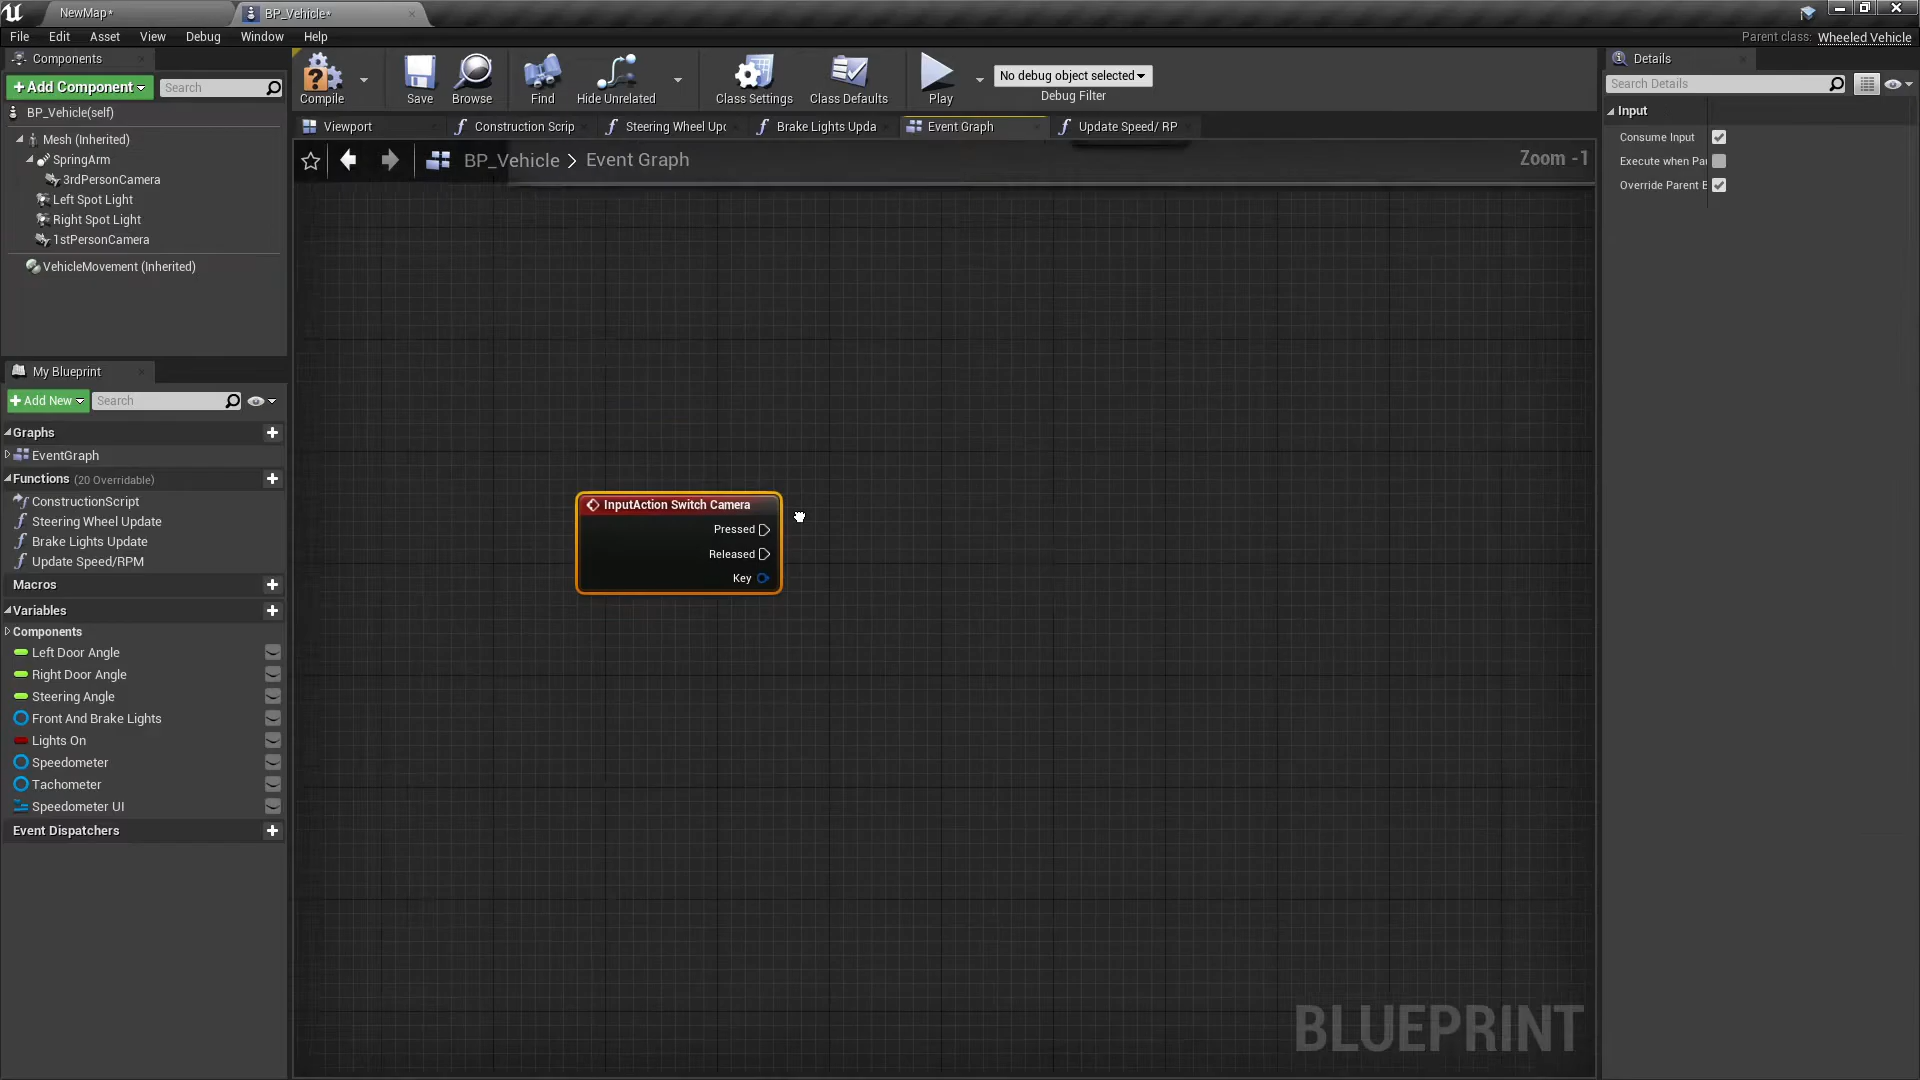 NewMap*
BP_Vehicle*
File Edit Asset View Debug Window Help
Parent class: Wheeled Vehicle
Components
+Add Component
Search
BP_Vehicle(self)
Mesh (Inherited)
SpringArm
3rdPersonCamera
Left Spot Light
Right Spot Light
1stPersonCamera
VehicleMovement (Inherited)
Compile
Save
Browse
Find
Hide Unrelated
Class Settings
Class Defaults
Play
No debug object selected
Debug Filter
Viewport
Construction Scrip
Steering Wheel Upd
Brake Lights Upda
Event Graph
Update Speed/ RP
BP_Vehicle > Event Graph
Zoom -1
InputAction Switch Camera
Pressed
Released
Key
BLUEPRINT
My Blueprint
+Add New
Search
Graphs
EventGraph
Functions (20 Overridable)
ConstructionScript
Steering Wheel Update
Brake Lights Update
Update Speed/RPM
Macros
Variables
Components
Left Door Angle
Right Door Angle
Steering Angle
Front And Brake Lights
Lights On
Speedometer
Tachometer
Speedometer UI
Event Dispatchers
Details
Search Details
Input
Consume Input
Execute when Pau
Override Parent B